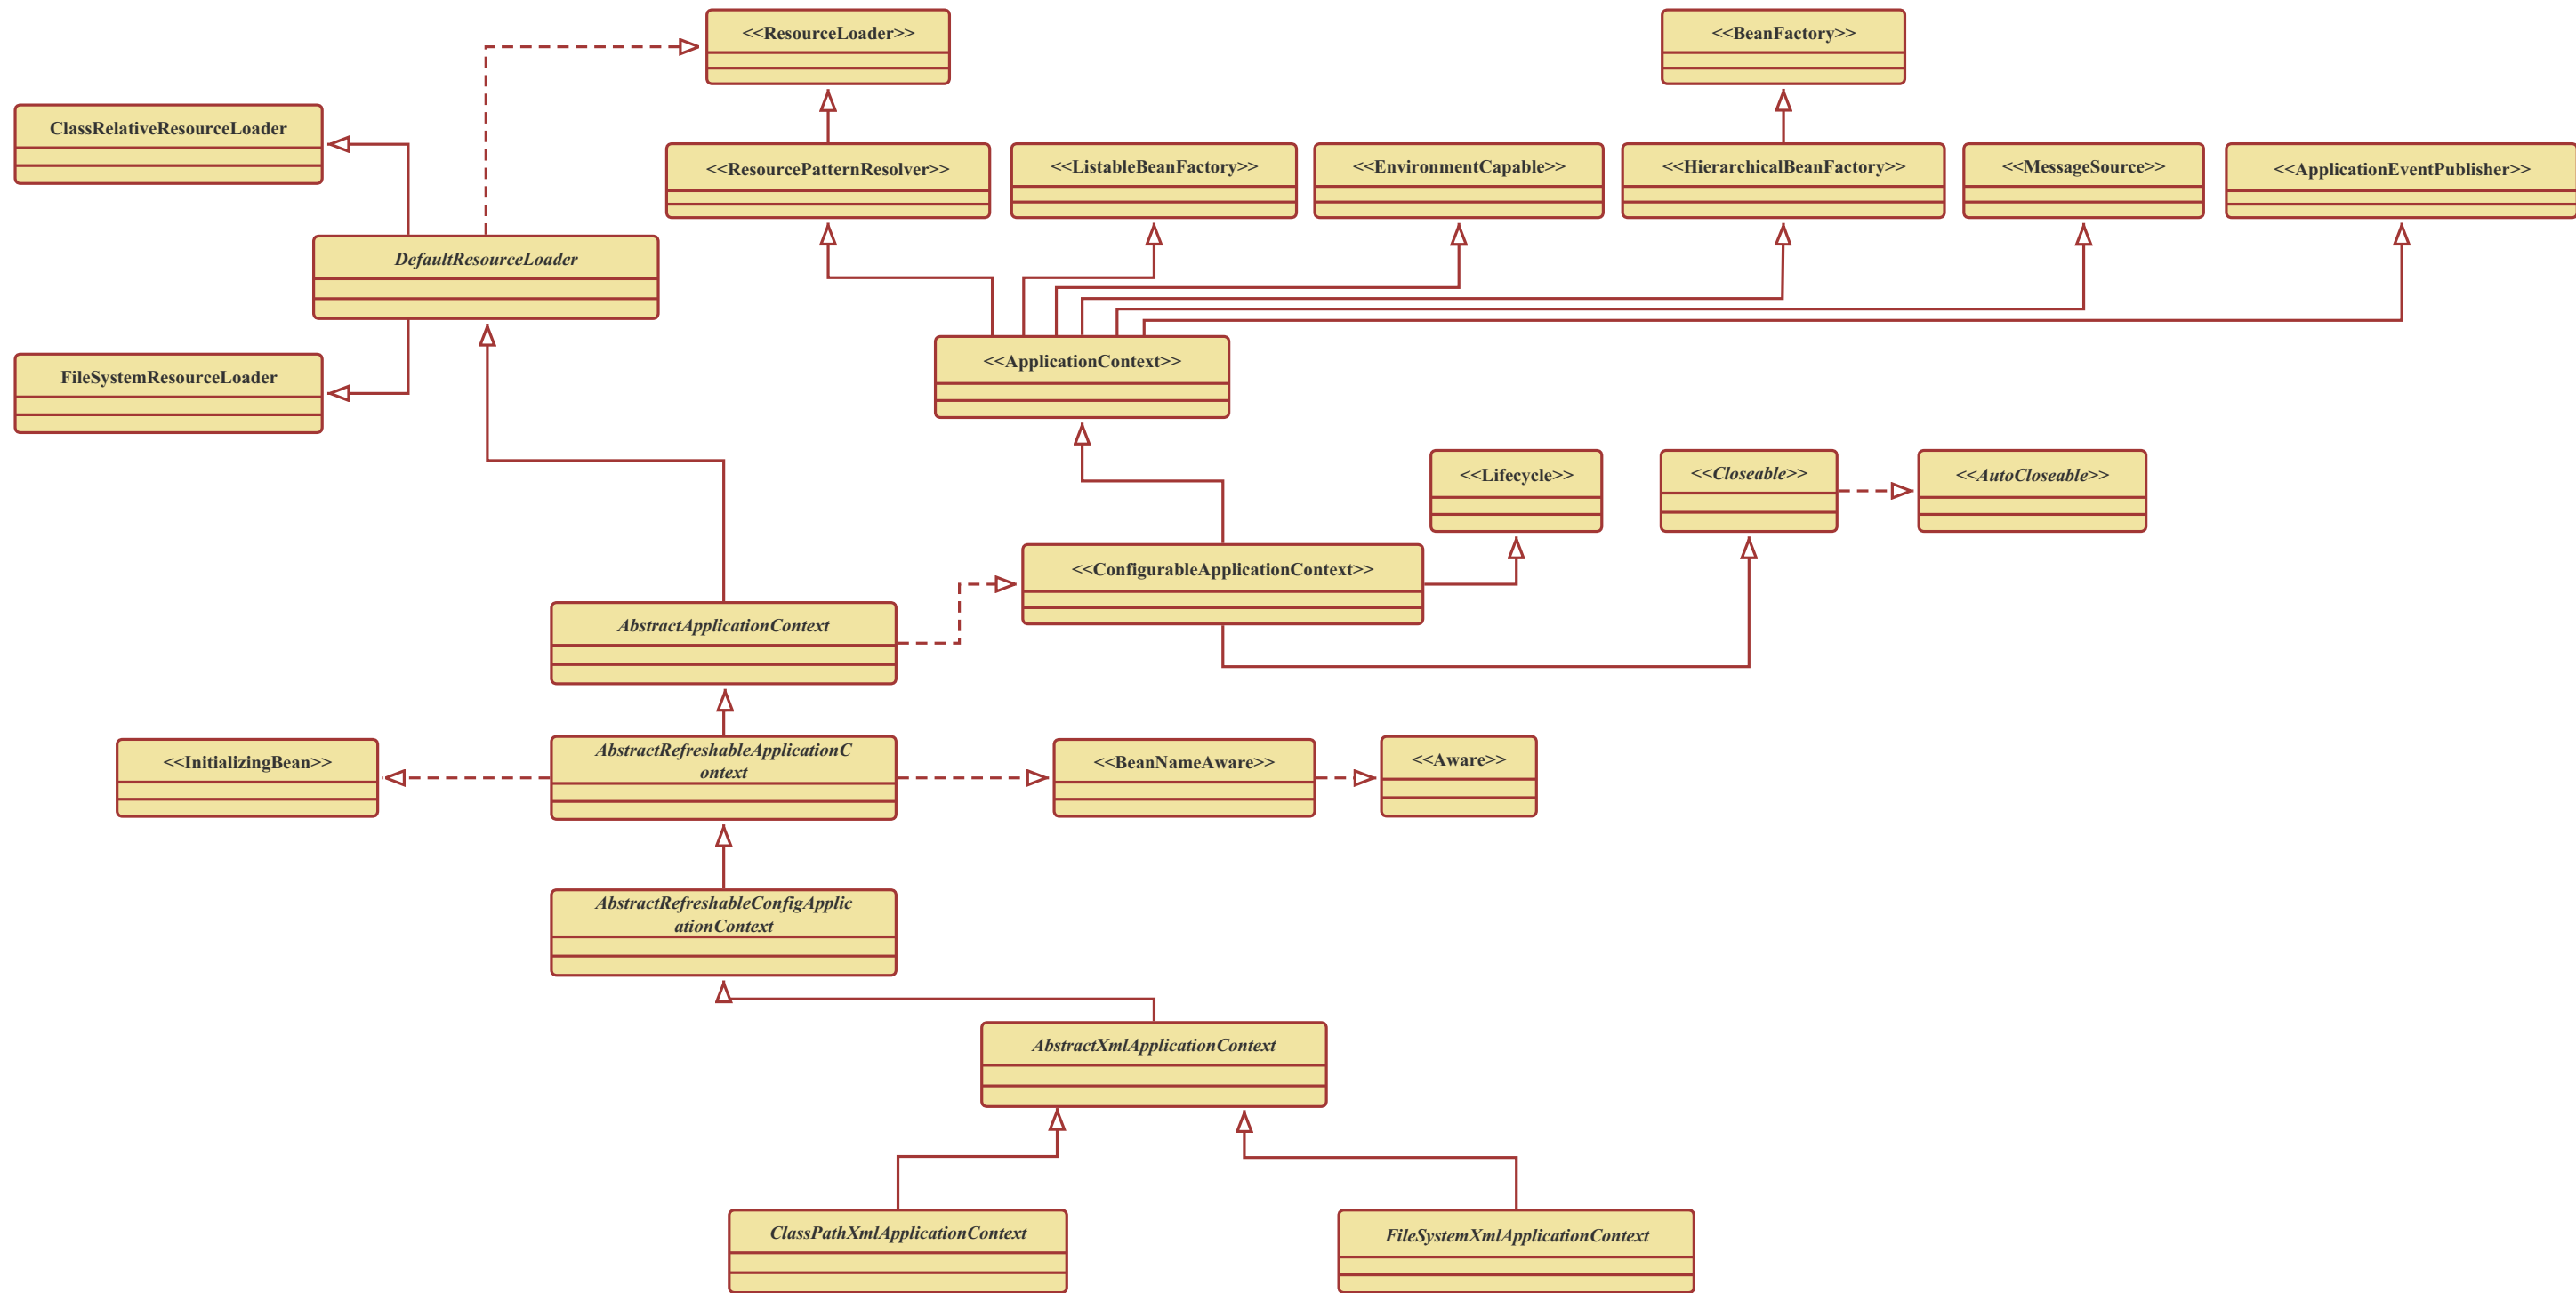 <<ResourceLoader>>
<<BeanFactory>>
ClassRelativeResourceLoader
<<ResourcePatternResolver>>
<<ListableBeanFactory>>
<<EnvironmentCapable>>
<<HierarchicalBeanFactory>>
<<MessageSource>>
<<ApplicationEventPublisher>>
DefaultResourceLoader
FileSystemResourceLoader
<<ApplicationContext>>
<<Lifecycle>>
<<Closeable>>
<<AutoCloseable>>
<<ConfigurableApplicationContext>>
AbstractApplicationContext
<<InitializingBean>>
AbstractRefreshableApplicationC
ontext
<<BeanNameAware>>
<<Aware>>
AbstractRefreshableConfigApplic
ationContext
AbstractXmlApplicationContext
ClassPathXmlApplicationContext
FileSystemXmlApplicationContext